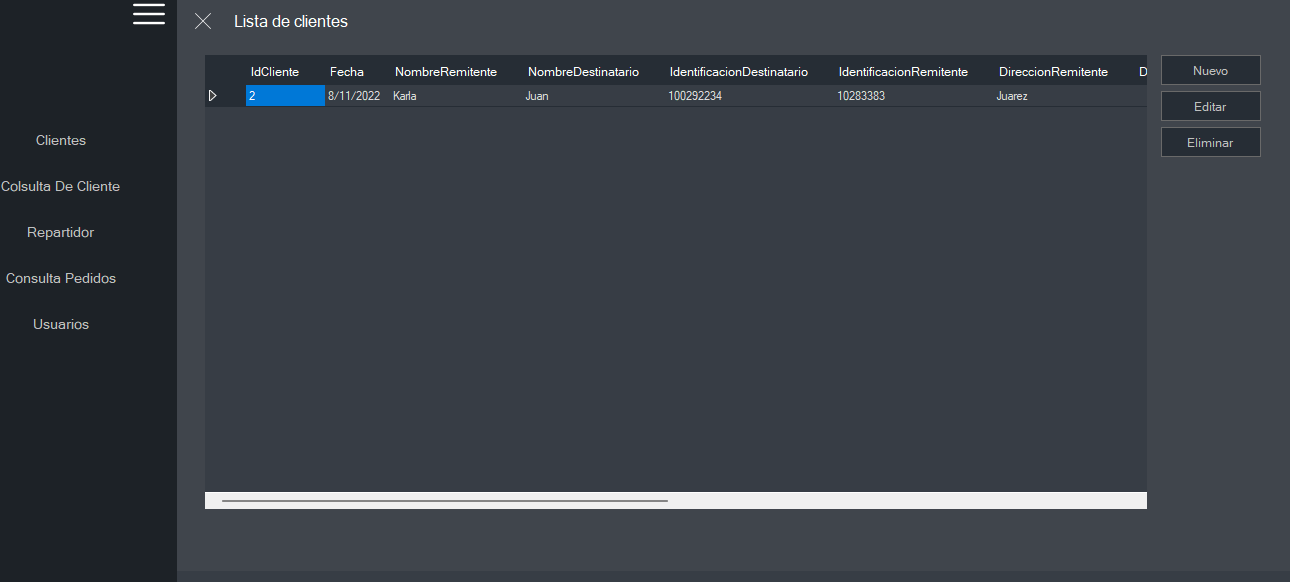 Lista de clientes
Clientes
Colsulta De Cliente
Repartidor
Consulta Pedidos
Usuarios
IdCliente Fecha NombreRemitente NombreDestinatario IdentificacionDestinatario IdentificacionRemitente DireccionRemitente D
2 8/11/2022 Karla Juan 100292234 10283383 Juarez
Nuevo
Editar
Eliminar